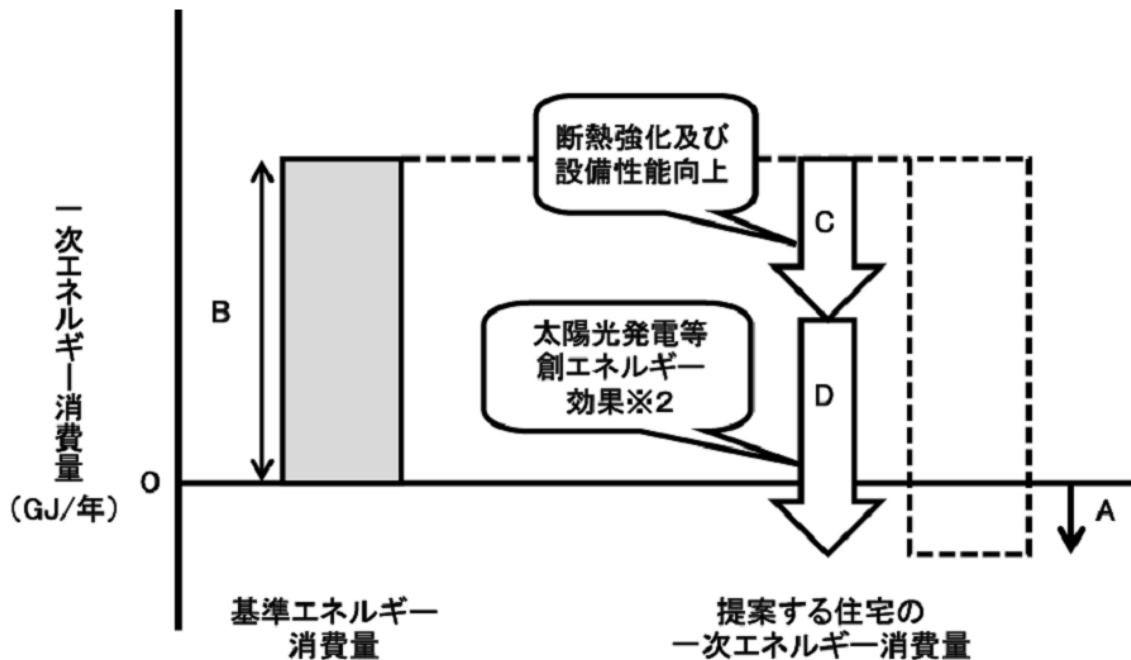 断熱強化及び
設備性能向上
C
一次エネルギー消費量
(GJ/年)
B
太陽光発電等
創エネルギー
効果※2
D
0
A
基準エネルギー
消費量
提案する住宅の
一次エネルギー消費量